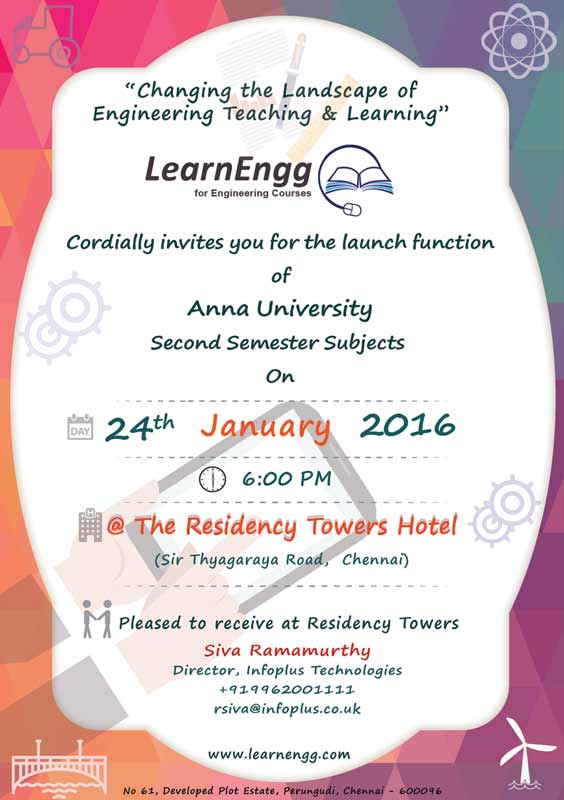 “Changing the Landscape of
Engineering Teaching & Learning”
LearnEngg
for Engineering Courses
Cordially invites you for the launch function
of
Anna University
Second Semester Subjects
On
DAY 24th January 2016
6:00 PM
H
@ The Residency Towers Hotel
(Sir Thyagaraya Road, Chennai)
Pleased to receive at Residency Towers
Siva Ramamurthy
Director, Infoplus Technologies
+919962001111
rsiva@infoplus.co.uk
www.learnengg.com
No 61, Developed Plot Estate, Perungudi, Chennai - 600096